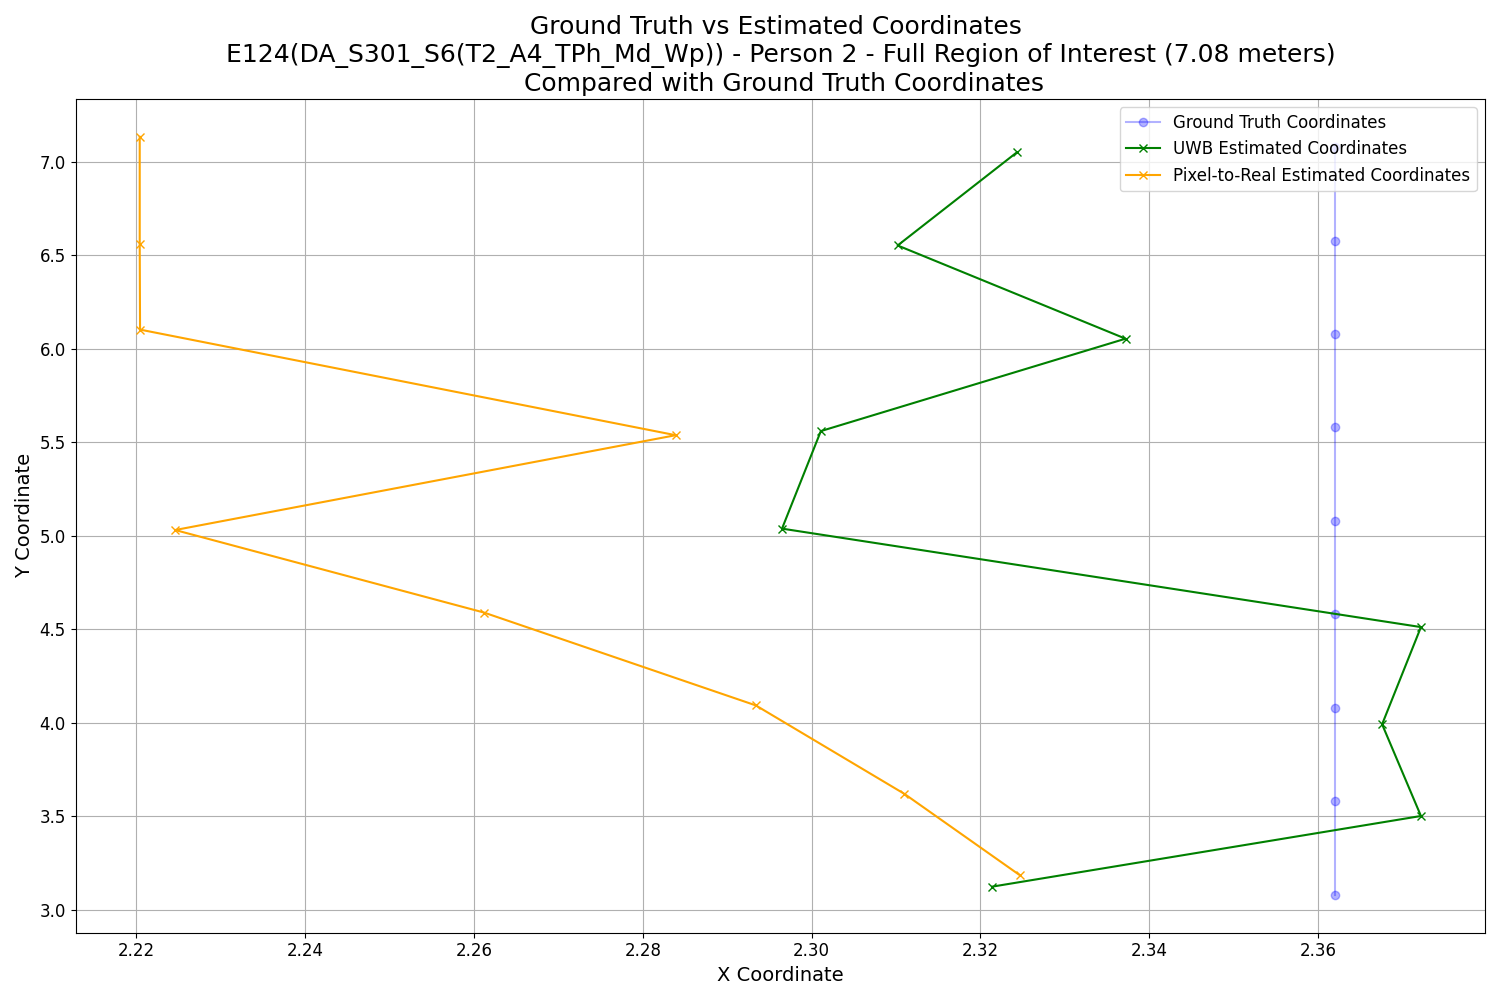 Ground Truth vs Estimated Coordinates
E124(DA_S301_S6(T2_A4_TPh_Md_Wp)) - Person 2 - Full Region of Interest (7.08 meters)
Compared with Ground Truth Coordinates
Ground Truth Coordinates
UWB Estimated Coordinates
Pixel-to-Real Estimated Coordinates
Y Coordinate
7.0
6.5
6.0
5.5
5.0
4.5
4.0
3.5
3.0
2.22 2.24 2.26 2.28 2.30 2.32 2.34 2.36
X Coordinate